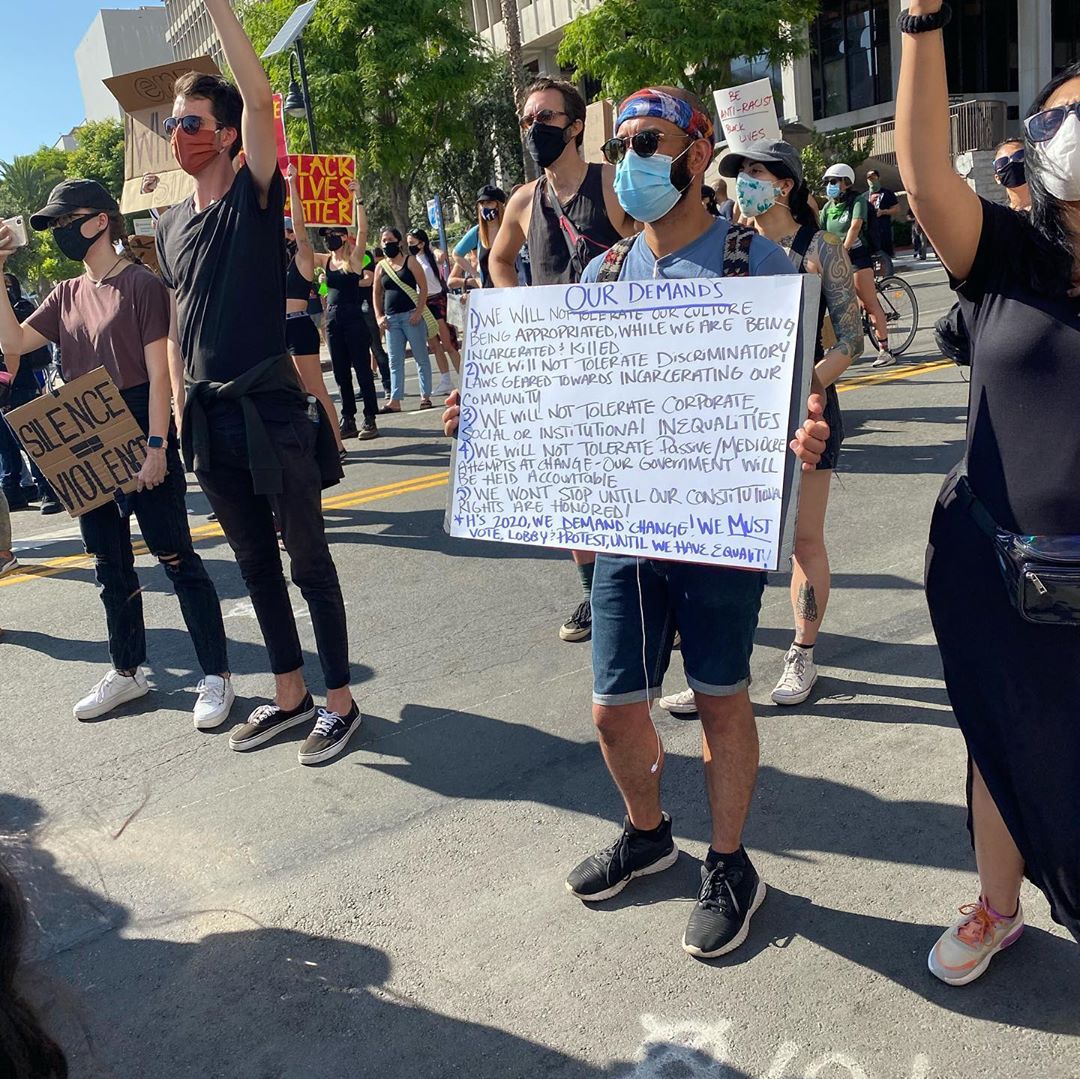 BE
ANTI-RACIST
BLACK
LIVES
BLACK
LIVES
MATTER
SILENCE
=
VIOLENCE
OUR DEMANDS
1) WE WILL NOT TOLERATE OUR CULTURE
BEING APPROPRIATED, WHILE WE ARE BEING
INCARCERATED & KILLED
2) WE WILL NOT TOLERATE DISCRIMINATORY
LAWS GEARED TOWARDS INCARCERATING OUR
COMMUNITY
3) WE WILL NOT TOLERATE CORPORATE
SOCIAL OR INSTITUTIONAL INEQUALITIES
4) WE WILL NOT TOLERATE PASSIVE/MEDIOCRE
ATTEMPTS AT CHANGE-OUR GOVERNMENT WILL
BE HELD ACCOUNTABLE
5) WE WONT STOP UNTIL OUR CONSTITUTIONAL
RIGHTS ARE HONORED!
* IT'S 2020, WE DEMAND CHANGE! WE MUST
VOTE, LOBBY & PROTEST, UNTIL WE HAVE EQUALITY!